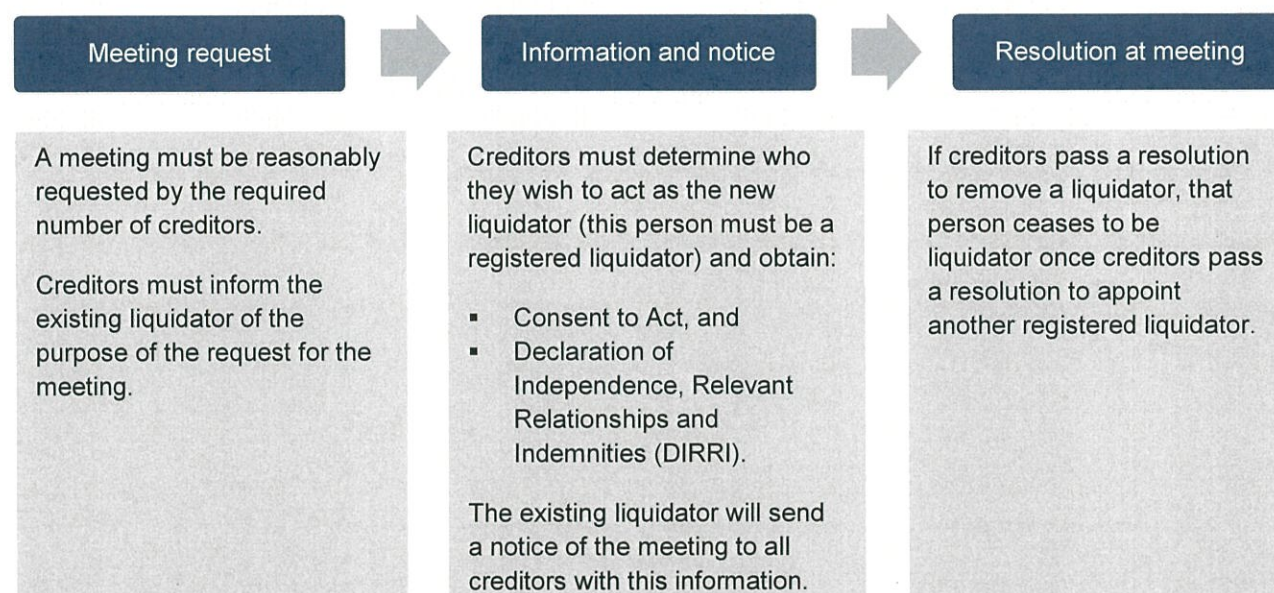 Meeting request
Information and notice
Resolution at meeting
A meeting must be reasonably
requested by the required
number of creditors.
Creditors must inform the
existing liquidator of the
purpose of the request for the
meeting.
Creditors must determine who
they wish to act as the new
liquidator (this person must be a
registered liquidator) and obtain:
▪ Consent to Act, and
▪ Declaration of
Independence, Relevant
Relationships and
Indemnities (DIRRI).
The existing liquidator will send
a notice of the meeting to all
creditors with this information.
If creditors pass a resolution
to remove a liquidator, that
person ceases to be
liquidator once creditors pass
a resolution to appoint
another registered liquidator.